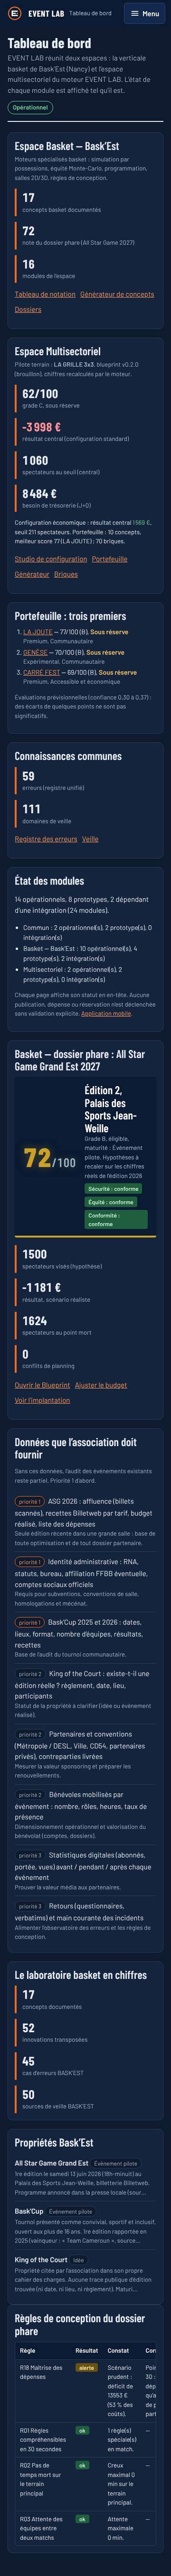 EVENT LAB Tableau de bord Menu
Tableau de bord
EVENT LAB réunit deux espaces : la verticale
basket de Bask'Est (Nancy) et l'espace
multisectoriel du moteur EVENT LAB. L'état de
chaque module est affiché tel qu'il est.
Opérationnel
Espace Basket — Bask'Est
Moteurs spécialisés basket : simulation par
possessions, équité Monte-Carlo, programmation,
salles 2D/3D, règles de conception.
17
concepts basket documentés
72
note du dossier phare (All Star Game 2027)
16
modules de l'espace
Tableau de notation Générateur de concepts
Dossiers
Espace Multisectoriel
Pilote terrain : LA GRILLE 3x3, blueprint v0.2.0
(brouillon), chiffres recalculés par le moteur.
62/100
grade C, sous réserve
-3 998 €
résultat central (configuration standard)
1 060
spectateurs au seuil (central)
8 484 €
besoin de trésorerie (J+0)
Configuration économique : résultat central
seuil 211 spectateurs. Portefeuille : 10 concepts,
meilleur score 77 (LA JOUTE) ; 70 briques.
Studio de configuration Portefeuille
Générateur Briques
Portefeuille : trois premiers
1. LA JOUTE — 77/100 (B), Sous réserve
Premium, Communautaire
2. GENÈSE — 70/100 (B), Sous réserve
Expérimental, Communautaire
3. CARRÉ FEST — 69/100 (B), Sous réserve
Premium, Accessible et économique
Évaluations prévisionnelles (confiance 0,30 à 0,37) :
des écarts de quelques points ne sont pas
significatifs.
Connaissances communes
59
erreurs (registre unifié)
111
domaines de veille
Registre des erreurs Veille
État des modules
14 opérationnels, 8 prototypes, 2 dépendant
d'une intégration (24 modules).
• Commun : 2 opérationnel(s), 2 prototype(s), 0
intégration(s)
• Basket — Bask'Est : 10 opérationnel(s), 4
prototype(s), 2 intégration(s)
• Multisectoriel : 2 opérationnel(s), 2
prototype(s), 0 intégration(s)
Chaque page affiche son statut en en-tête. Aucune
publication, dépense ou réservation n'est déclenchée
sans validation explicite. Application mobile.
Basket — dossier phare : All Star
Game Grand Est 2027
72/100
Édition 2,
Palais des
Sports Jean-
Weille
Grade B, éligible,
maturité : Événement
pilote. Hypothèses à
recaler sur les chiffres
réels de l'édition 2026
Sécurité : conforme
Équité : conforme
Conformité :
conforme
1500
spectateurs visés (hypothèse)
-1 181 €
résultat, scénario réaliste
1624
spectateurs au point mort
0
conflits de planning
Ouvrir le Blueprint Ajuster le budget
Voir l'implantation
Données que l'association doit
fournir
Sans ces données, l'audit des événements existants
reste partiel. Priorité 1 d'abord.
priorité 1 ASG 2026 : affluence (billets
scannés), recettes Billetweb par tarif, budget
réalisé, liste des dépenses
Seule édition récente connue en grande salle : base de
toute optimisation et de tout dossier partenaire.
priorité 1 Identité administrative : RNA,
statuts, bureau, affiliation FFBB éventuelle,
comptes sociaux officiels
Requis pour subventions, conventions de salle,
homologations et mécénat.
priorité 1 Bask'Cup 2025 et 2026 : dates,
lieux, format, nombre d'équipes, résultats,
recettes
Base de l'audit du tournoi communautaire.
priorité 2 King of the Court : existe-t-il une
édition réelle ? règlement, date, lieu,
participants
Statut de la propriété à clarifier (idée ou événement
réalisé).
priorité 2 Partenaires et conventions
(Métropole / DESL, Ville, CD54, partenaires
privés), contreparties livrées
Mesurer la valeur sponsoring et préparer les
renouvellements.
priorité 2 Bénévoles mobilisés par
événement : nombre, rôles, heures, taux de
présence
Dimensionnement opérationnel et valorisation du
bénévolat (comptes, dossiers).
priorité 3 Statistiques digitales (abonnés,
portée, vues) avant / pendant / après chaque
événement
Prouver la valeur média aux partenaires.
priorité 3 Retours (questionnaires,
verbatims) et main courante des incidents
Alimenter l'observatoire des erreurs et les règles de
conception.
Le laboratoire basket en chiffres
17
concepts documentés
52
innovations transposées
45
cas d'erreurs BASK'EST
50
sources de veille BASK'EST
Propriétés Bask'Est
All Star Game Grand Est Événement pilote
1re édition le samedi 13 juin 2026 (18h-minuit) au
Palais des Sports Jean-Weille, billetterie Billetweb.
Programme annoncé dans la presse locale (sour…
Bask'Cup Événement pilote
Tournoi présenté comme convivial, sportif et inclusif,
ouvert aux plus de 16 ans. 1re édition rapportée en
2025 (vainqueur : « Team Cameroun », source…
King of the Court Idée
Propriété citée par l'association dans son propre
cahier des charges. Aucune trace publique d'édition
trouvée (ni date, ni lieu, ni règlement). Maturi…
Règles de conception du dossier
phare
Règle Résultat Constat Con
R18 Maîtrise des
dépenses
alerte
Scénario
prudent :
déficit de
13553 €
(53 % des
coûts).
R01 Règles
compréhensibles
en 30 secondes
ok
1 règle(s)
spéciale(s)
en match.
—
R02 Pas de
temps mort sur
le terrain
principal
ok
Creux
maximal 0
min sur le
terrain
principal.
—
R03 Attente des
équipes entre
deux matchs
ok
Attente
maximale
0 min.
—